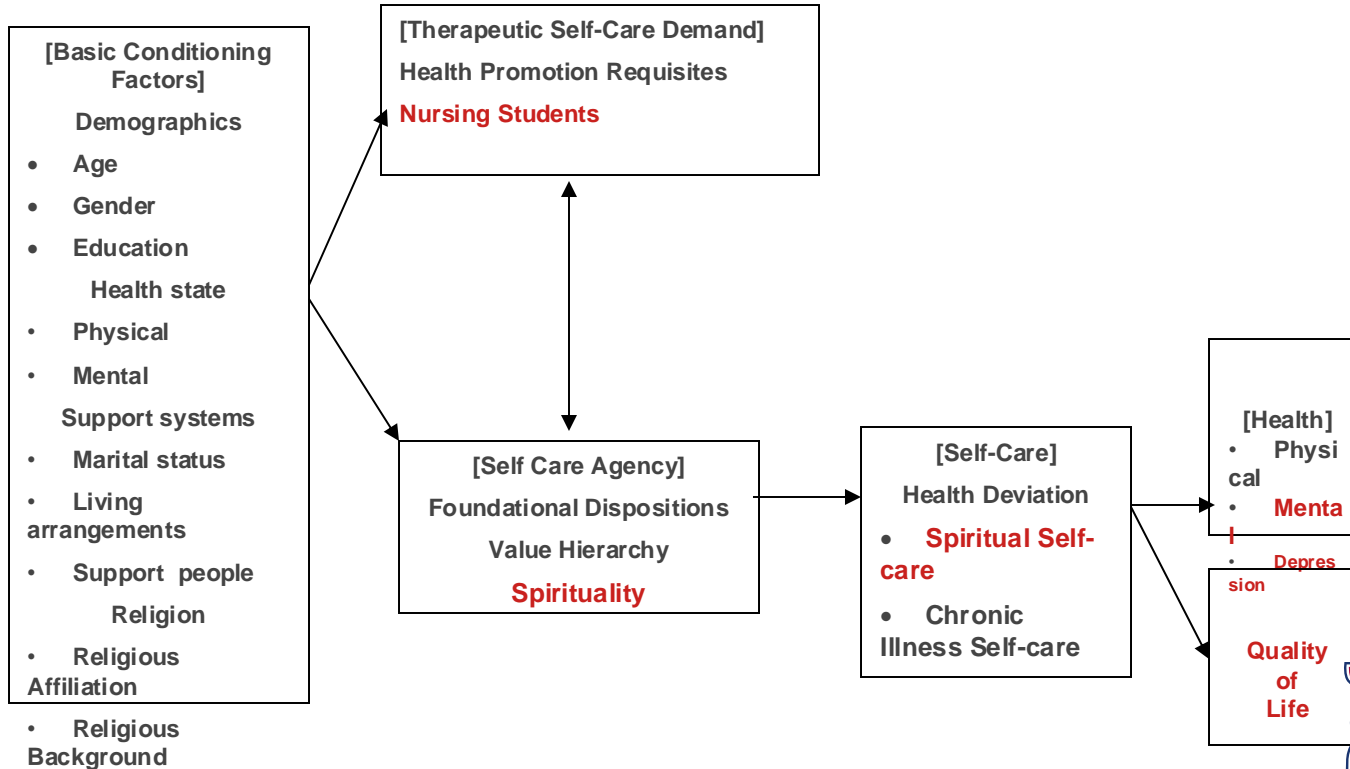 [Basic Conditioning
Factors]
Demographics
• Age
• Gender
• Education
Health state
• Physical
• Mental
Support systems
• Marital status
• Living
arrangements
• Support people
Religion
• Religious
Affiliation
• Religious
Background
[Therapeutic Self-Care Demand]
Health Promotion Requisites
Nursing Students
[Self Care Agency]
Foundational Dispositions
Value Hierarchy
Spirituality
[Self-Care]
Health Deviation
• Spiritual Self-
care
• Chronic
Illness Self-care
[Health]
• Physi
cal
• Menta
l
• Depres
sion
Quality
of
Life